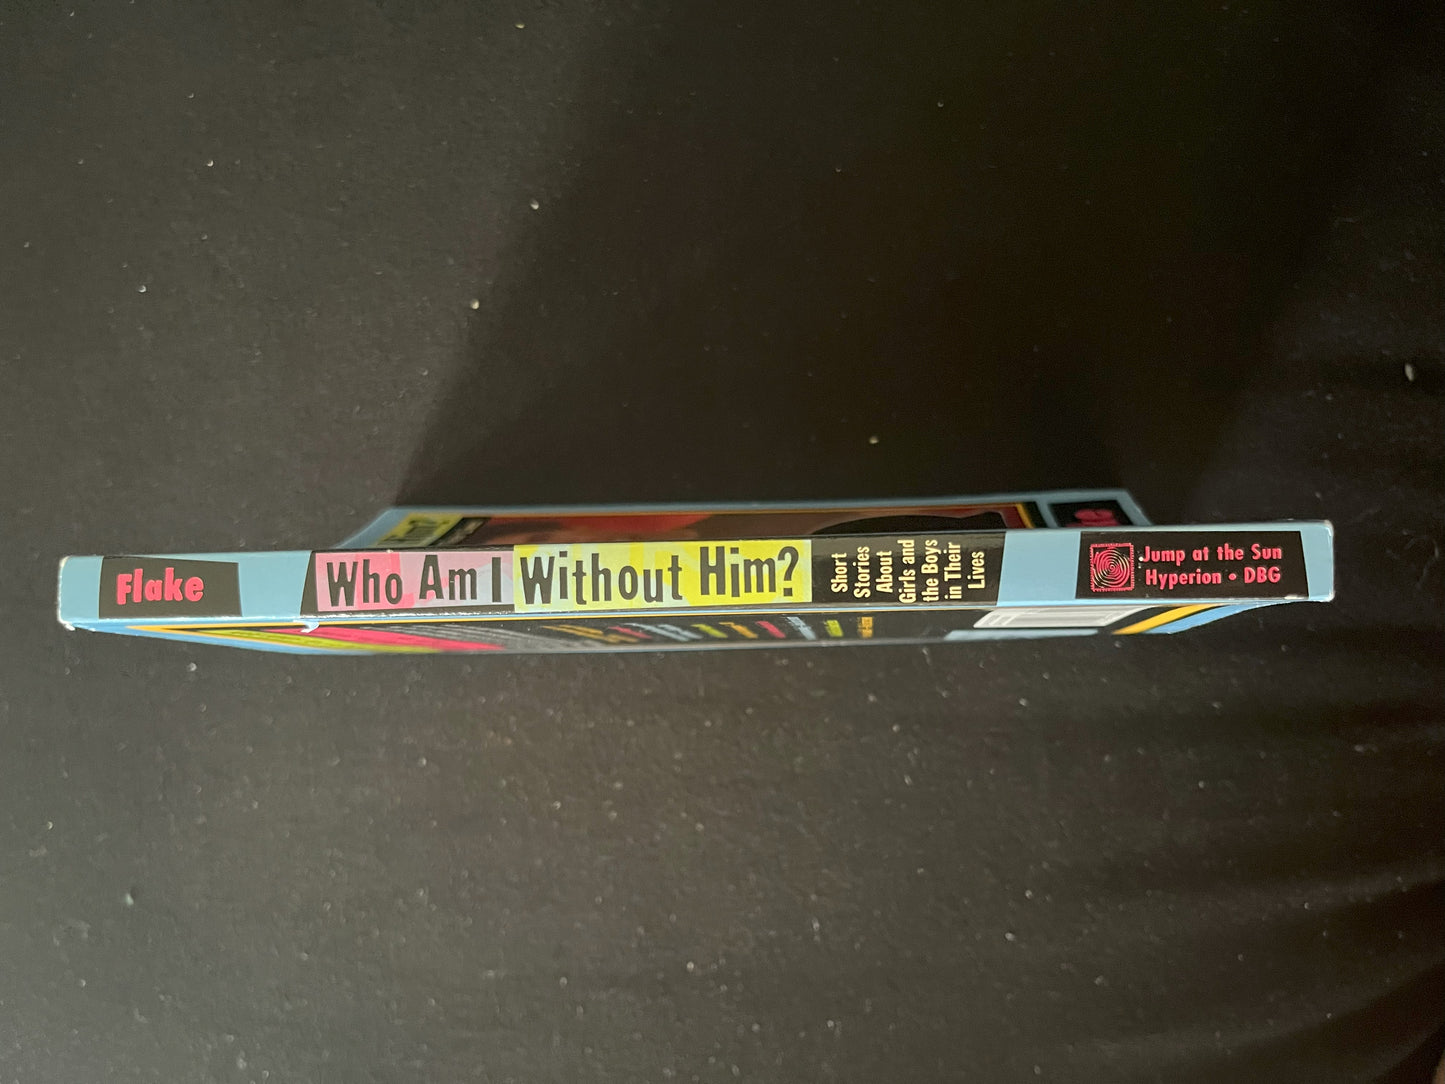 Flake
Who Am I Without Him?
Short
Stories
About
Girls and
the Boys
in Their
Lives
Jump at the Sun
Hyperion • DBG